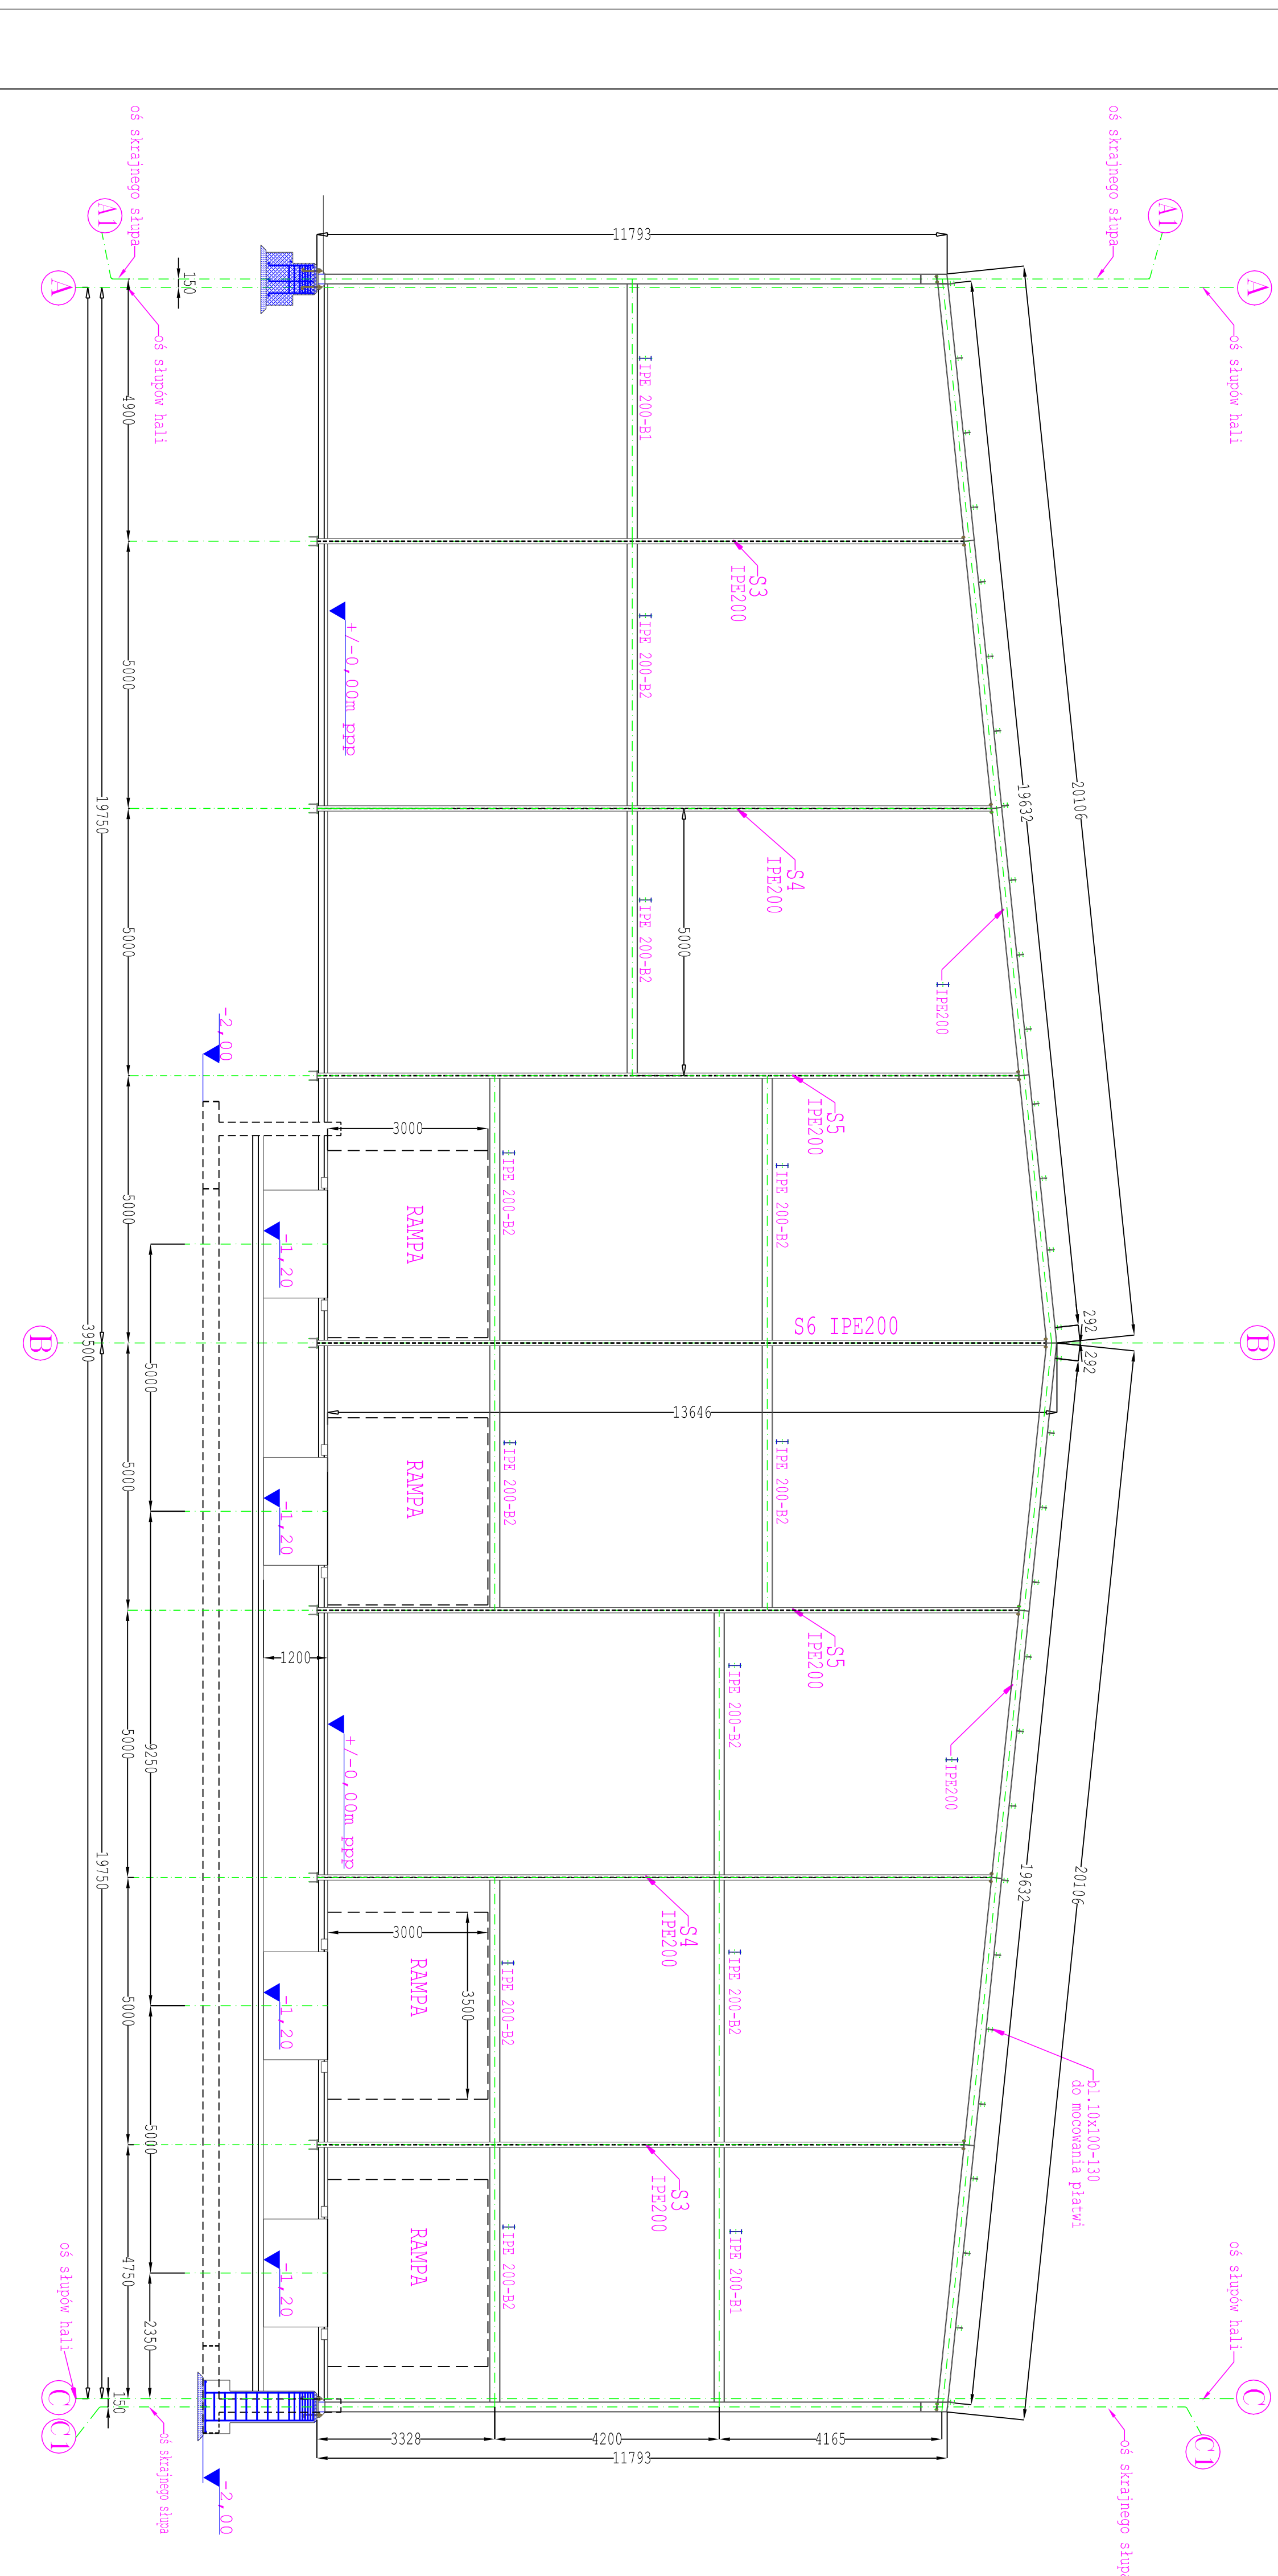 oś skrajnego słupa
oś skrajnego słupa
A1
A1
A
A
oś słupów hali
oś słupów hali
150
11793
4900
IPE 200-B1
S3
IPE200
20106
19632
+/-0,00m ppp
IPE 200-B2
5000
19750
S4
IPE200
5000
IPE 200-B2
5000
IPE200
-2,00
S5
IPE200
3000
IPE 200-B2
IPE 200-B2
RAMPA
-1,20
5000
B
B
S6 IPE200
292
292
39500
5000
13646
IPE 200-B2
IPE 200-B2
RAMPA
-1,20
5000
S5
IPE200
1200
IPE 200-B2
IPE200
+/-0,00m ppp
9250
5000
19750
S4
IPE200
20106
19632
3000
3500
RAMPA
IPE 200-B2
IPE 200-B2
-1,20
5000
bl.10x100-130
do mocowania płatwi
5000
S3
IPE200
RAMPA
IPE 200-B2
IPE 200-B1
-1,20
4750
2350
oś słupów hali
oś słupów hali
C
C
C1
C1
150
3328
4200
4165
11793
oś skrajnego słupa
oś skrajnego słupa
-2,00